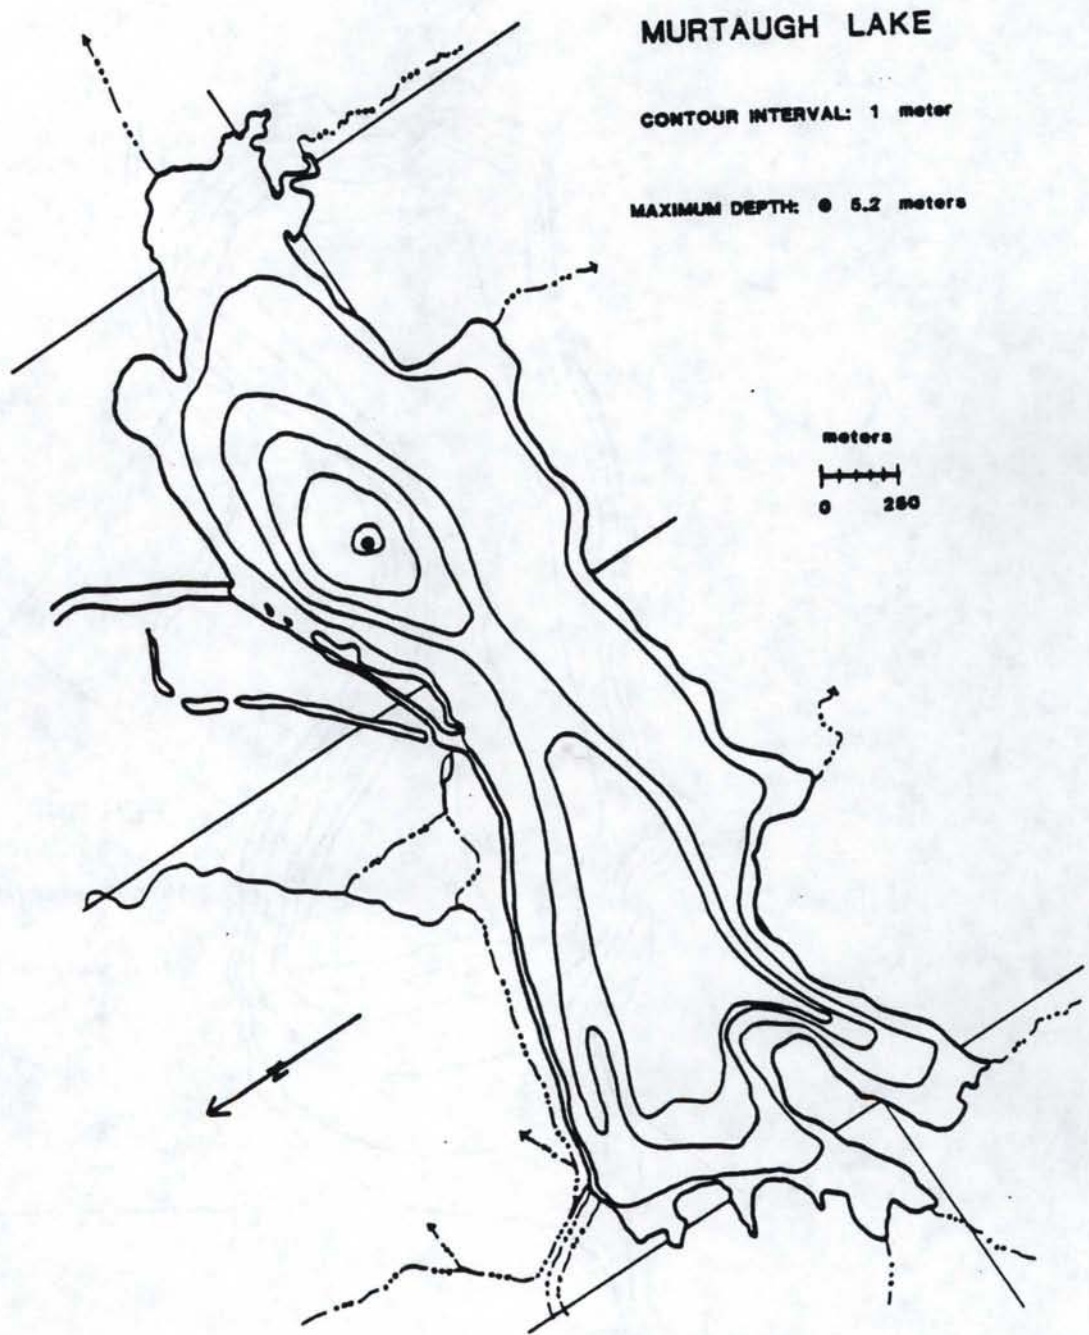 MURTAUGH LAKE
CONTOUR INTERVAL: 1 meter
MAXIMUM DEPTH: 5.2 meters
meters
0 250
N